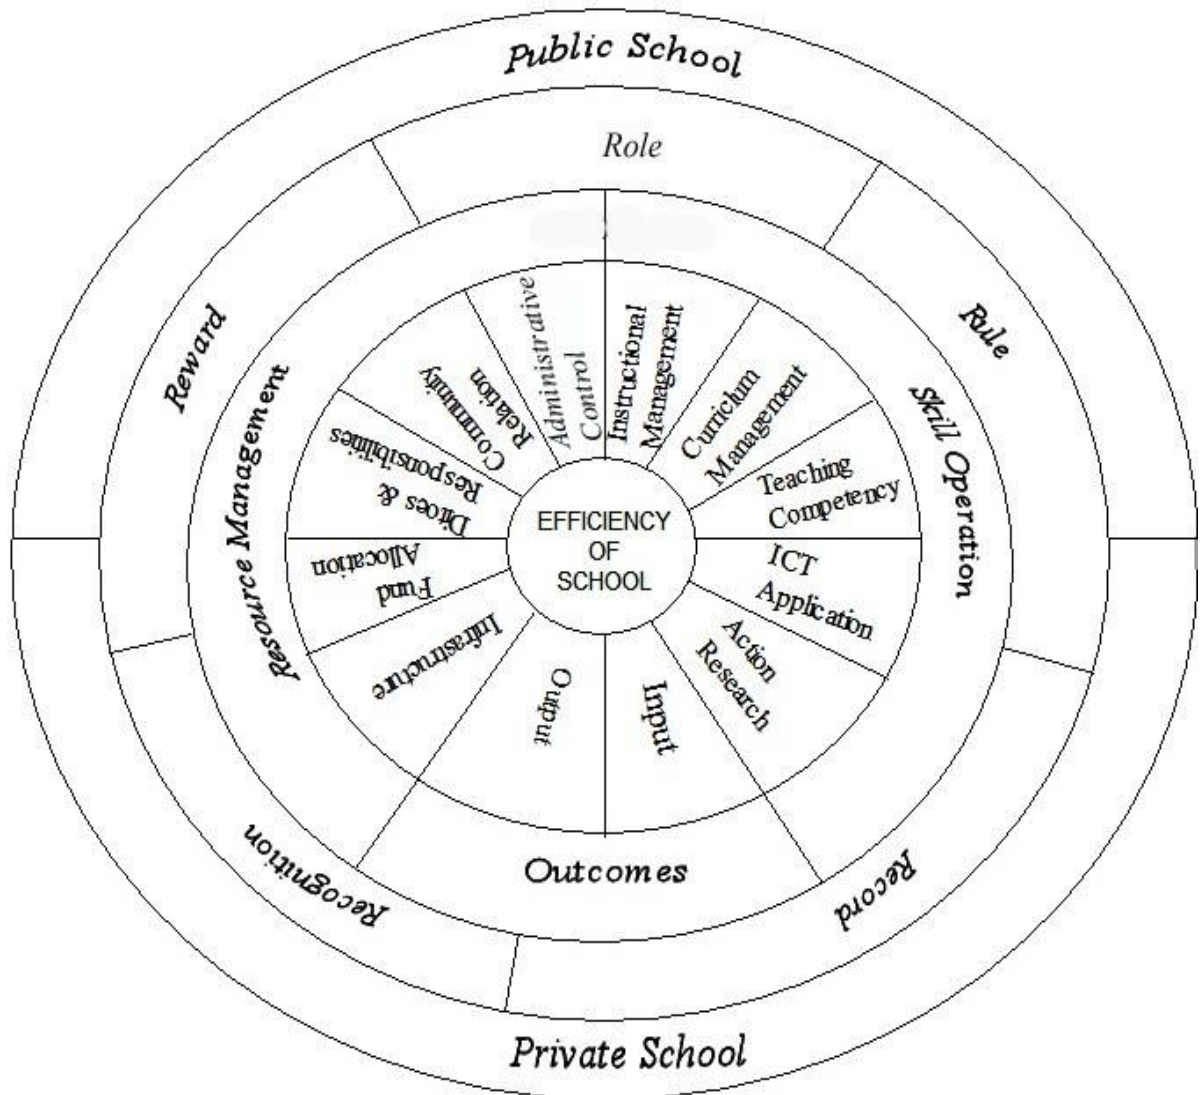 Public School
Role
Reward
Rule
Resource Management
Skill Operation
Administrative
Control
Instructional
Management
Community
Relation
Curriclum
Management
Diroes &
Responsibilities
Teaching
Competency
EFFICIENCY
OF
SCHOOL
Fund
Allocation
ICT
Application
Infrastructure
Action
Research
Output
Input
Outcomes
Recognition
Record
Private School